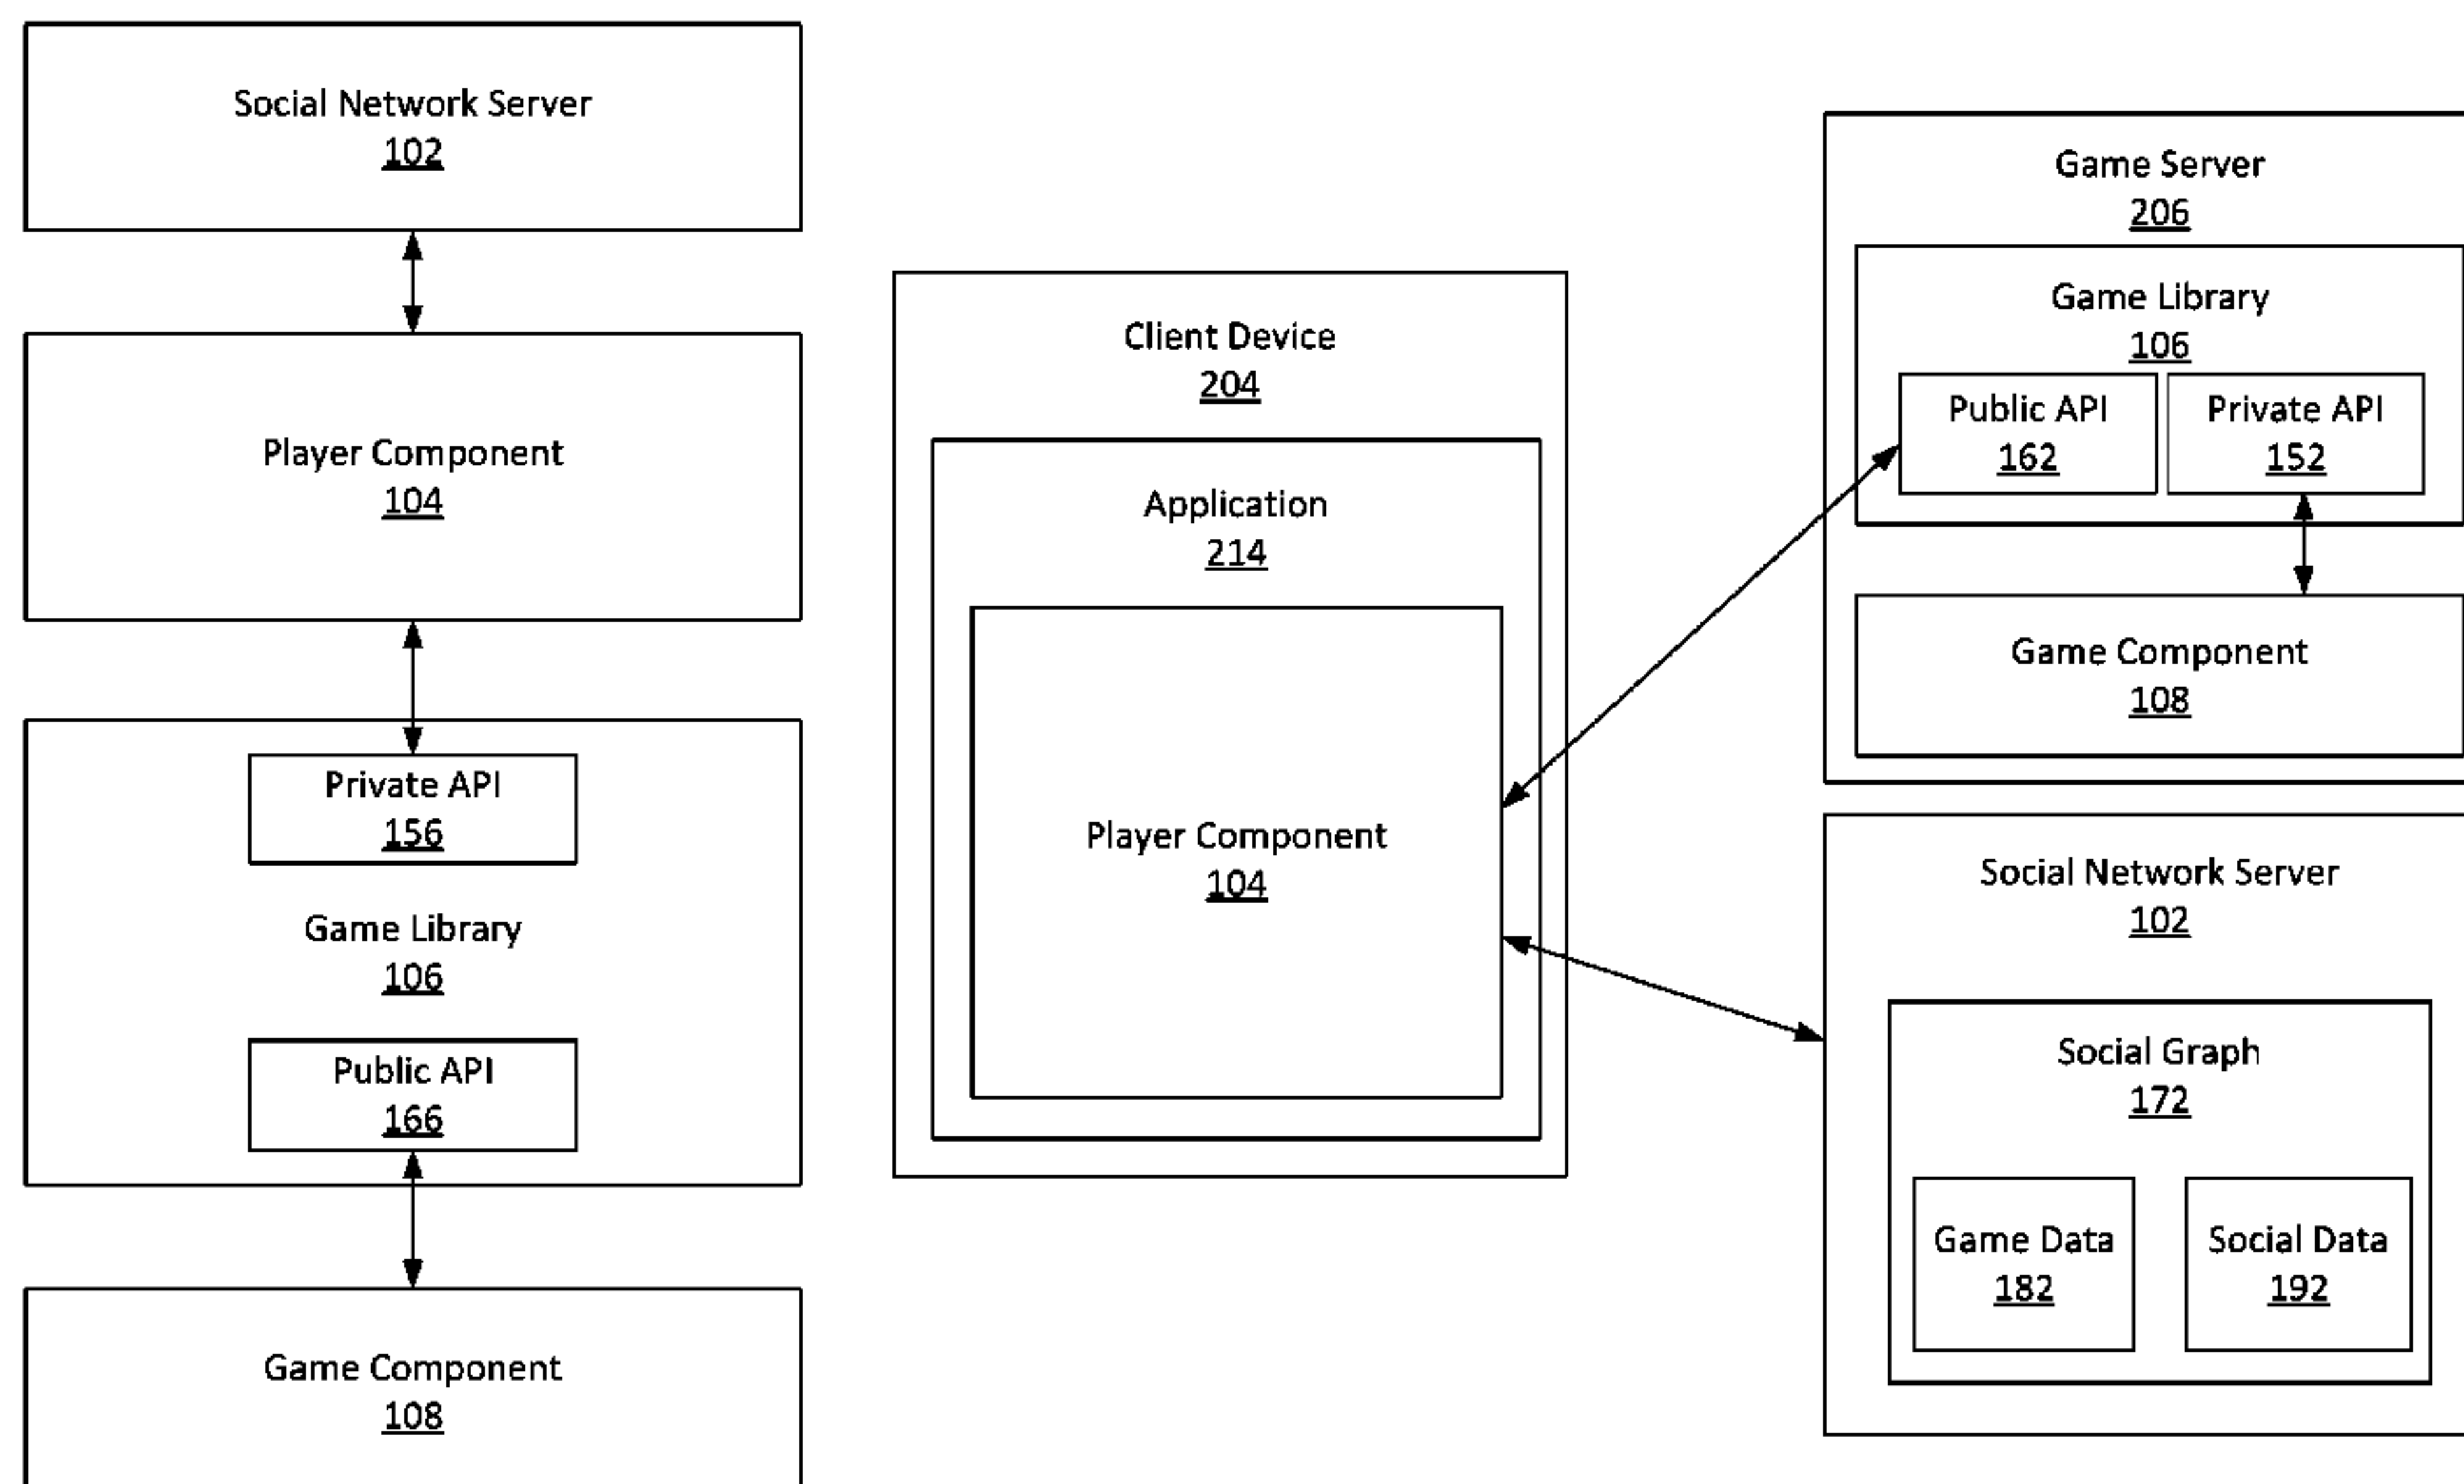 Social Network Server
102
Player Component
104
Private API
156
Game Library
106
Public API
166
Game Component
108
Client Device
204
Application
214
Player Component
104
Game Server
206
Game Library
106
Public API
162
Private API
152
Game Component
108
Social Network Server
102
Social Graph
172
Game Data
182
Social Data
192